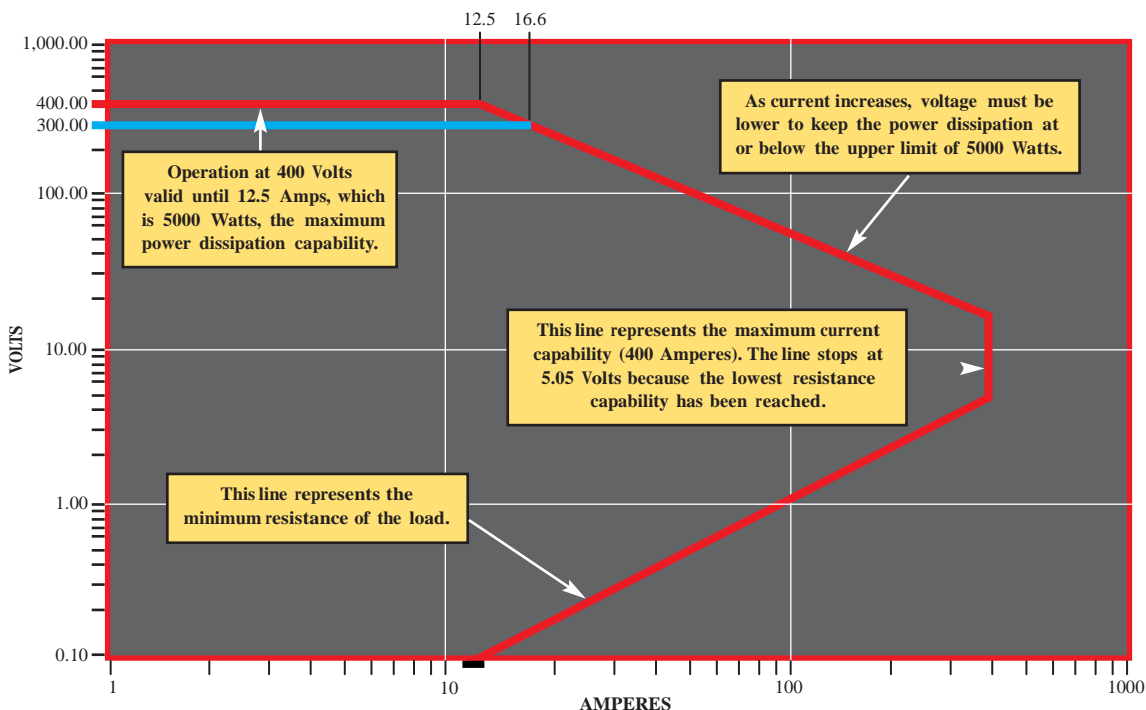 12.5 16.6
1,000.00
400.00
300.00
100.00
10.00
1.00
0.10
VOLTS
Operation at 400 Volts
valid until 12.5 Amps, which
is 5000 Watts, the maximum
power dissipation capability.
As current increases, voltage must be
lower to keep the power dissipation at
or below the upper limit of 5000 Watts.
This line represents the maximum current
capability (400 Amperes). The line stops at
5.05 Volts because the lowest resistance
capability has been reached.
This line represents the
minimum resistance of the load.
1 10 100 1000
AMPERES